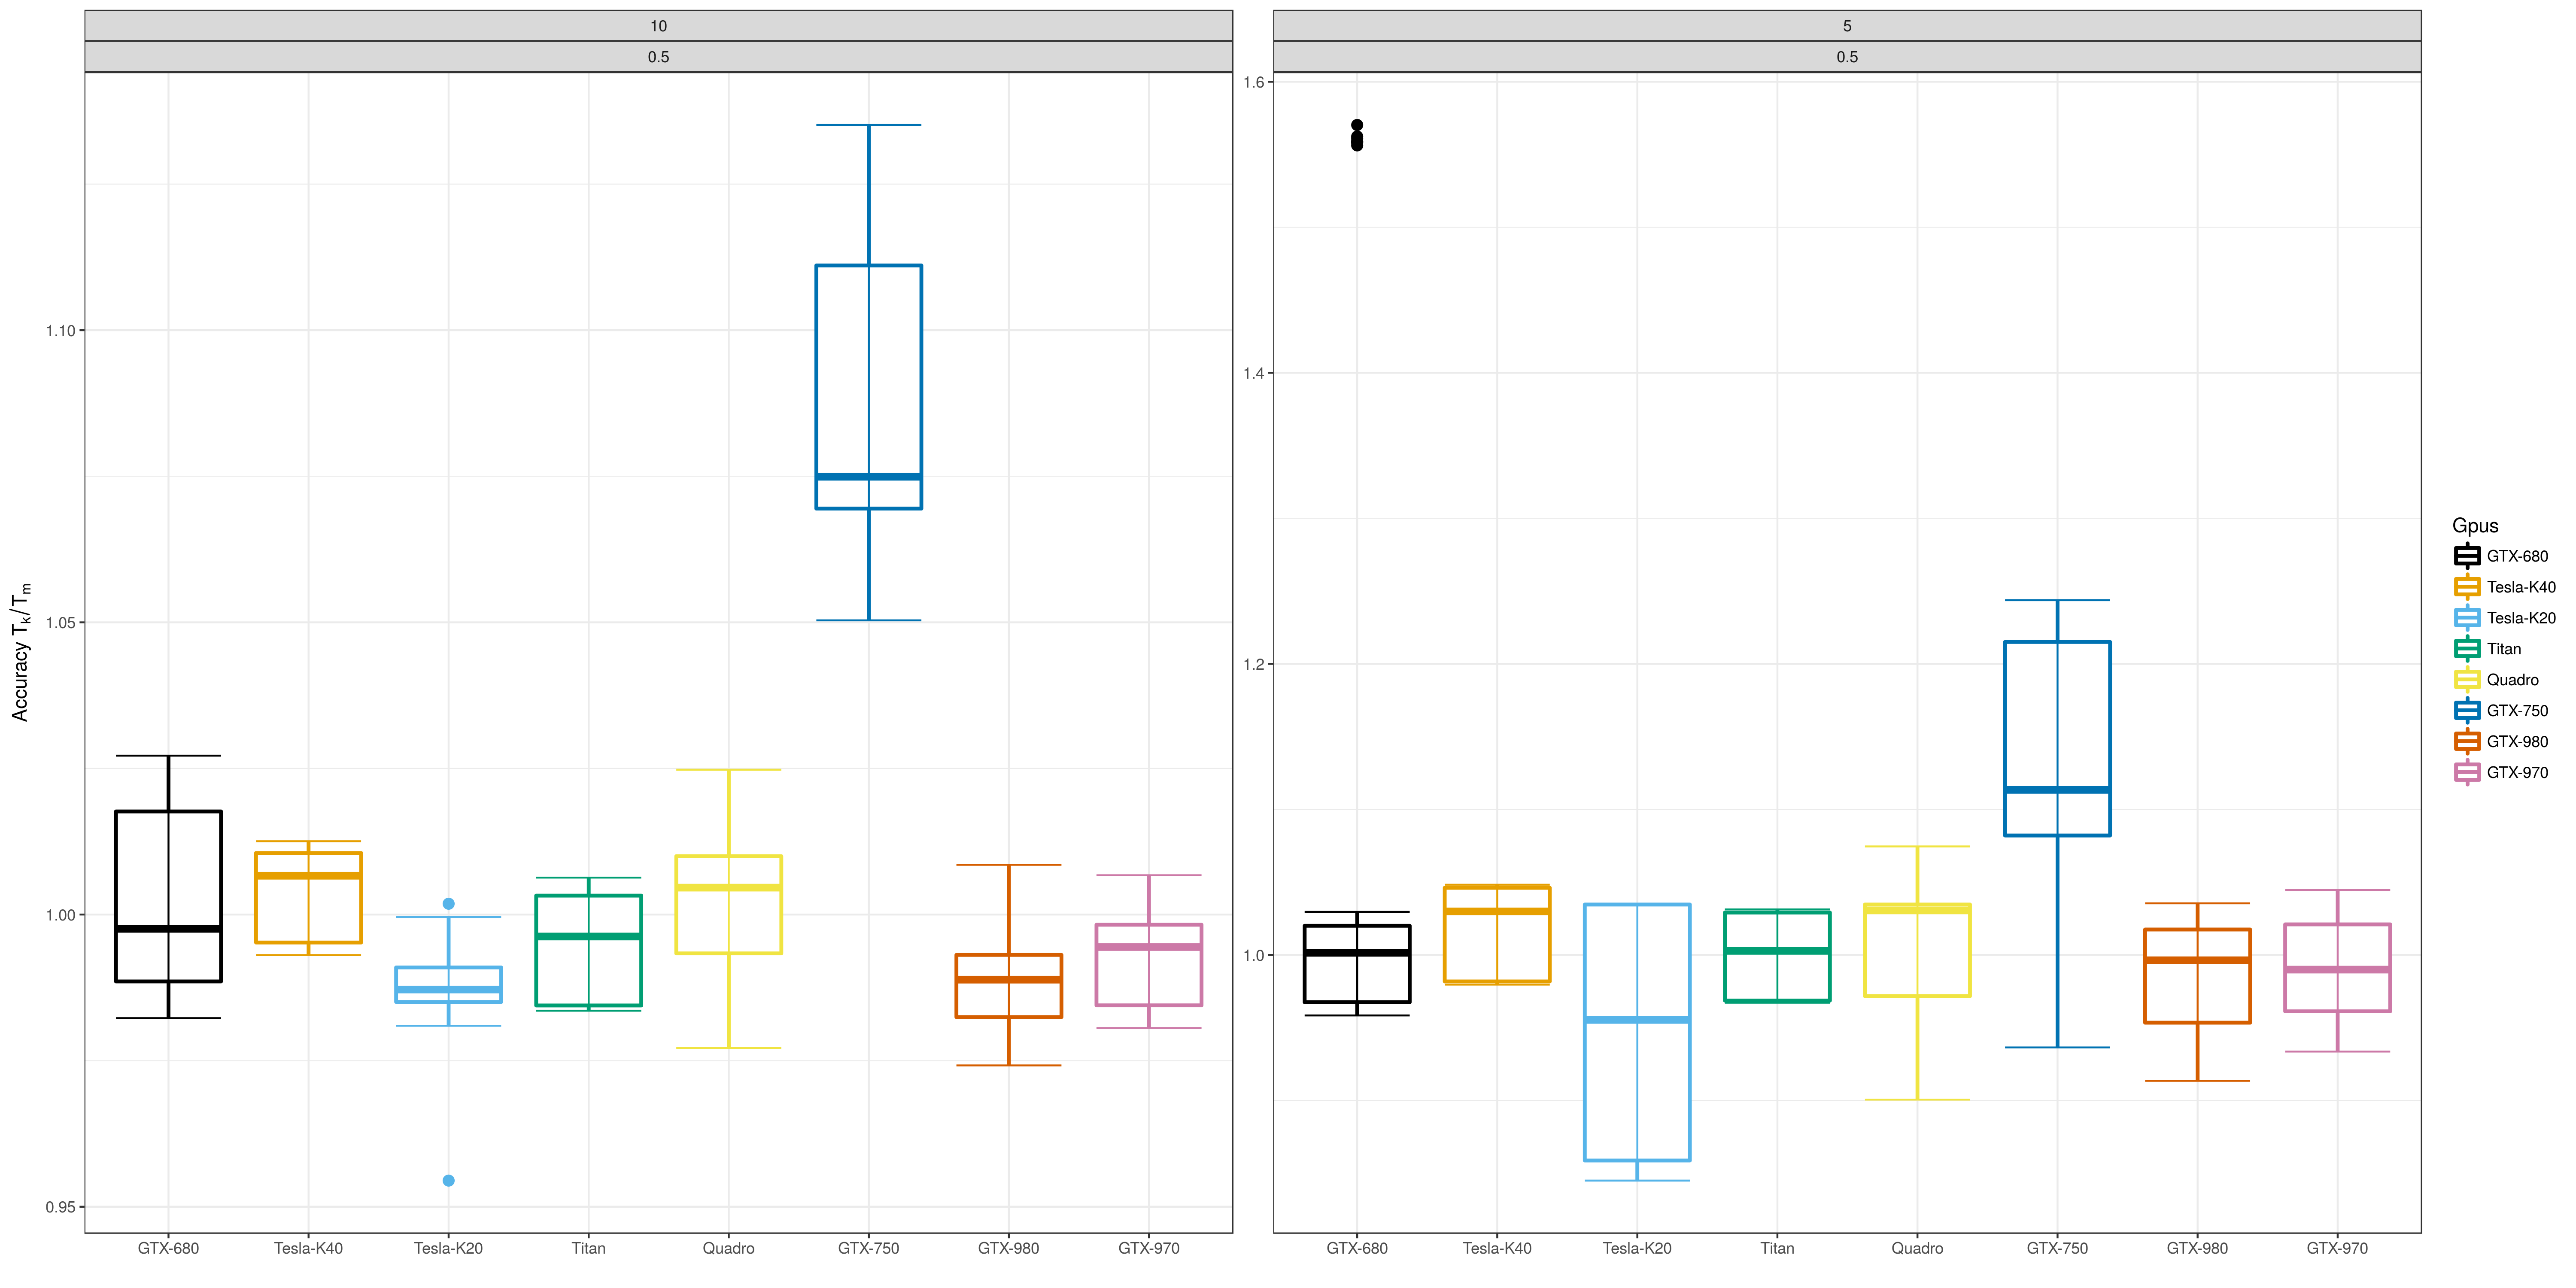 10
5
0.5
0.5
Accuracy Tk/Tm
1.10
1.05
1.00
0.95
GTX-680 Tesla-K40 Tesla-K20 Titan Quadro GTX-750 GTX-980 GTX-970
1.6
1.4
1.2
1.0
GTX-680 Tesla-K40 Tesla-K20 Titan Quadro GTX-750 GTX-980 GTX-970
Gpus
GTX-680
Tesla-K40
Tesla-K20
Titan
Quadro
GTX-750
GTX-980
GTX-970